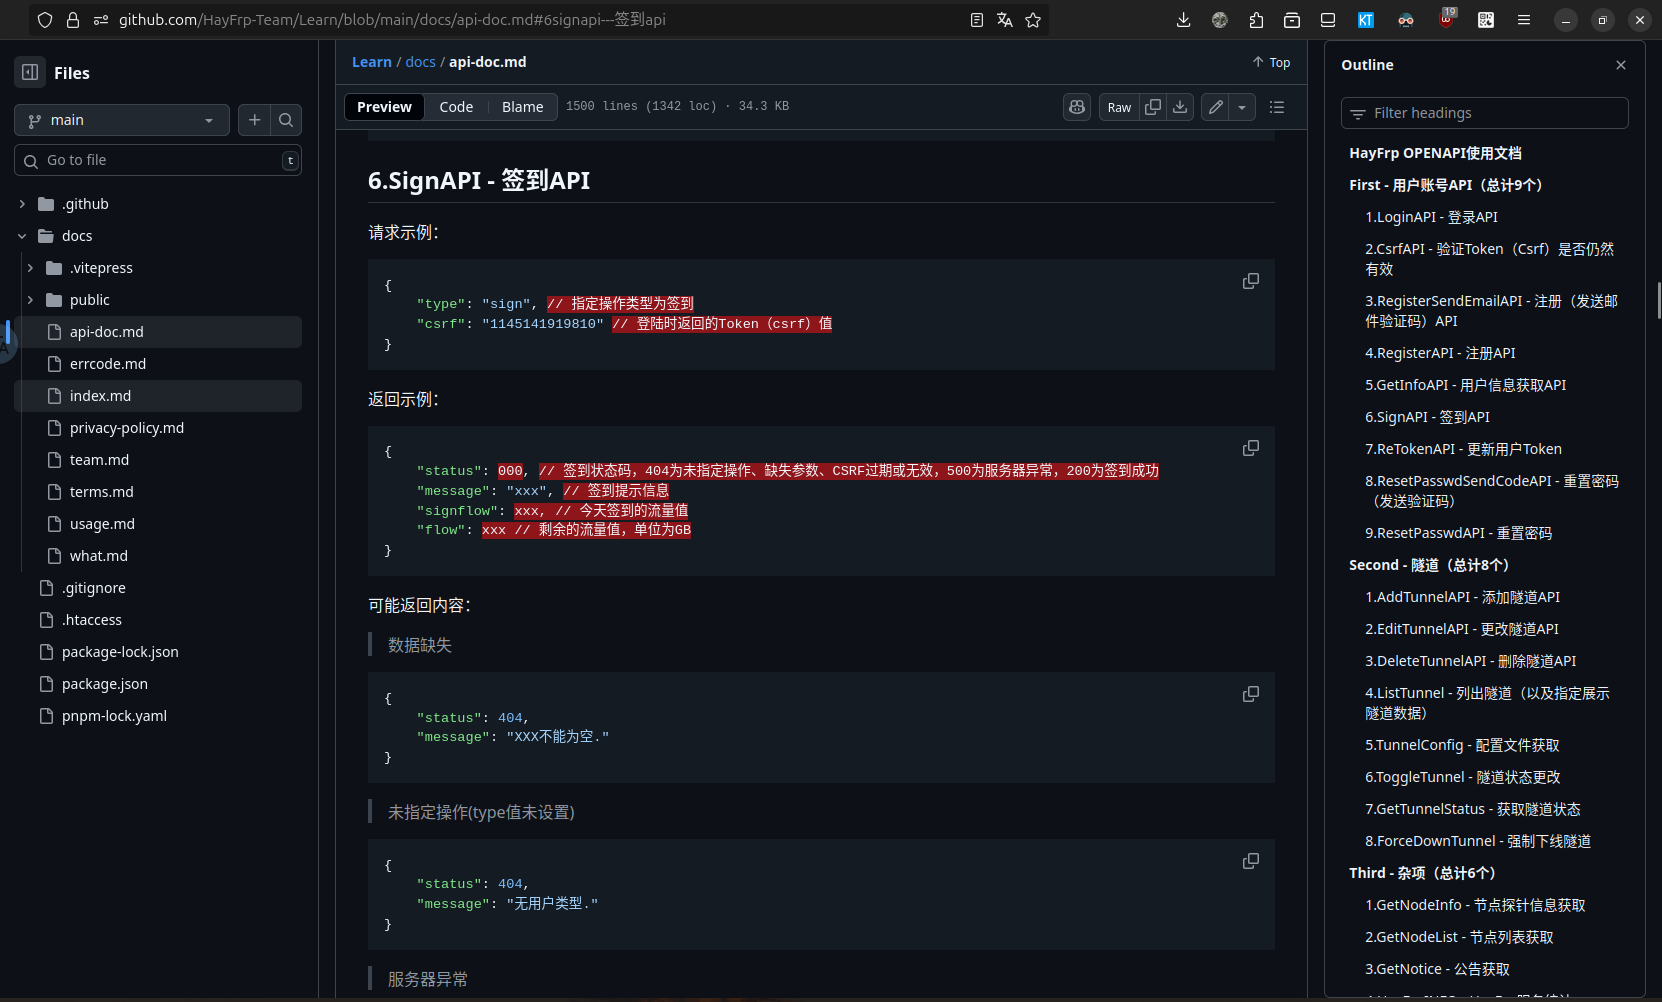 github.com/HayFrp-Team/Learn/blob/main/docs/api-doc.md#6signapi---签到api
KT
19
Files
main
Go to file
t
.github
docs
.vitepress
public
api-doc.md
errcode.md
index.md
privacy-policy.md
team.md
terms.md
usage.md
what.md
.gitignore
.htaccess
package-lock.json
package.json
pnpm-lock.yaml
Learn / docs / api-doc.md
Top
Preview
Code
Blame
1500 lines (1342 loc) · 34.3 KB
Raw
6.SignAPI - 签到API
请求示例：
{
"type": "sign", // 指定操作类型为签到
"csrf": "1145141919810" // 登陆时返回的Token（csrf）值
}
返回示例：
{
"status": 000, // 签到状态码，404为未指定操作、缺失参数、CSRF过期或无效，500为服务器异常，200为签到成功
"message": "xxx", // 签到提示信息
"signflow": xxx, // 今天签到的流量值
"flow": xxx // 剩余的流量值，单位为GB
}
可能返回内容：
数据缺失
{
"status": 404,
"message": "XXX不能为空."
}
未指定操作(type值未设置)
{
"status": 404,
"message": "无用户类型."
}
服务器异常
Outline
Filter headings
HayFrp OPENAPI使用文档
First - 用户账号API（总计9个）
1.LoginAPI - 登录API
2.CsrfAPI - 验证Token（Csrf）是否仍然
有效
3.RegisterSendEmailAPI - 注册（发送邮
件验证码）API
4.RegisterAPI - 注册API
5.GetInfoAPI - 用户信息获取API
6.SignAPI - 签到API
7.ReTokenAPI - 更新用户Token
8.ResetPasswdSendCodeAPI - 重置密码
（发送验证码）
9.ResetPasswdAPI - 重置密码
Second - 隧道（总计8个）
1.AddTunnelAPI - 添加隧道API
2.EditTunnelAPI - 更改隧道API
3.DeleteTunnelAPI - 删除隧道API
4.ListTunnel - 列出隧道（以及指定展示
隧道数据）
5.TunnelConfig - 配置文件获取
6.ToggleTunnel - 隧道状态更改
7.GetTunnelStatus - 获取隧道状态
8.ForceDownTunnel - 强制下线隧道
Third - 杂项（总计6个）
1.GetNodeInfo - 节点探针信息获取
2.GetNodeList - 节点列表获取
3.GetNotice - 公告获取